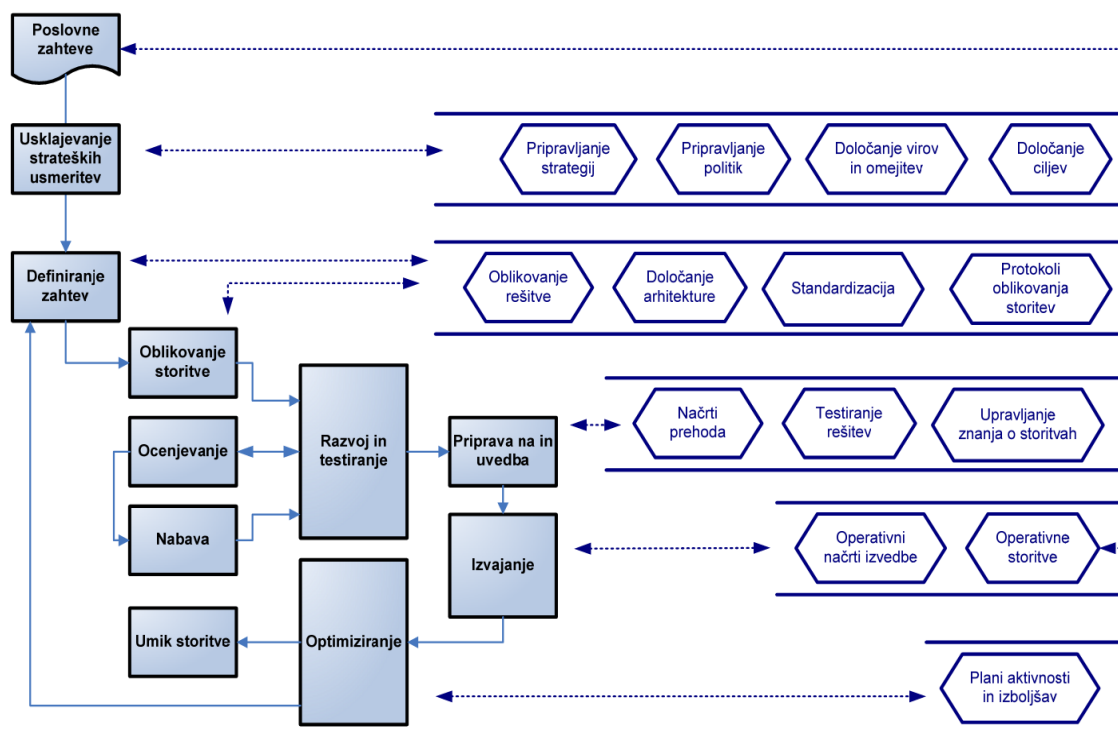 Poslovne
zahteve
Usklajevanje
strateških
usmeritev
Pripravljanje
strategij
Pripravljanje
politik
Določanje virov
in omejitev
Določanje
ciljev
Definiranje
zahtev
Oblikovanje
rešitve
Določanje
arhitekture
Standardizacija
Protokoli
oblikovanja
storitev
Oblikovanje
storitve
Ocenjevanje
Nabava
Razvoj in
testiranje
Priprava na in
uvedba
Načrti
prehoda
Testiranje
rešitev
Upravljanje
znanja o storitvah
Izvajanje
Operativni
načrti izvedbe
Operativne
storitve
Umik storitve
Optimiziranje
Plani aktivnosti
in izboljšav